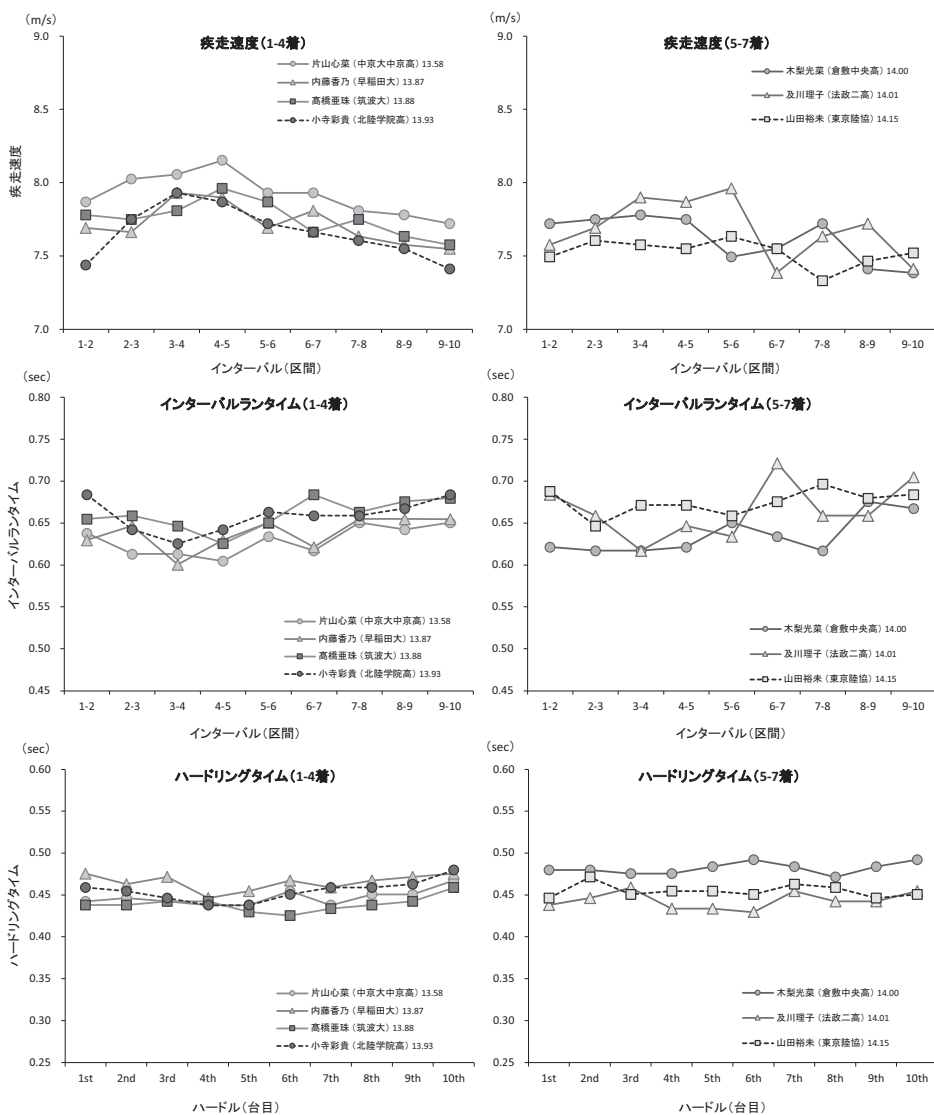 (m/s)
疾走速度(1-4着)
9.0
8.5
8.0
7.5
7.0
疾走速度
片山心菜(中京大中京高) 13.58
内藤香乃(早稲田大) 13.87
髙橋亜珠(筑波大) 13.88
小寺彩貴(北陸学院高) 13.93
1-2 2-3 3-4 4-5 5-6 6-7 7-8 8-9 9-10
インターバル(区間)
(m/s)
疾走速度(5-7着)
9.0
8.5
8.0
7.5
7.0
木梨光菜(倉敷中央高) 14.00
及川理子(法政二高) 14.01
山田裕未(東京陸協) 14.15
1-2 2-3 3-4 4-5 5-6 6-7 7-8 8-9 9-10
インターバル(区間)
(sec)
インターバルランタイム(1-4着)
0.80
0.75
0.70
0.65
0.60
0.55
0.50
0.45
インターバルランタイム
片山心菜(中京大中京高) 13.58
内藤香乃(早稲田大) 13.87
髙橋亜珠(筑波大) 13.88
小寺彩貴(北陸学院高) 13.93
1-2 2-3 3-4 4-5 5-6 6-7 7-8 8-9 9-10
インターバル(区間)
(sec)
インターバルランタイム(5-7着)
0.80
0.75
0.70
0.65
0.60
0.55
0.50
0.45
木梨光菜(倉敷中央高) 14.00
及川理子(法政二高) 14.01
山田裕未(東京陸協) 14.15
1-2 2-3 3-4 4-5 5-6 6-7 7-8 8-9 9-10
インターバル(区間)
(sec)
ハードリングタイム(1-4着)
0.60
0.55
0.50
0.45
0.40
0.35
0.30
0.25
ハードリングタイム
片山心菜(中京大中京高) 13.58
内藤香乃(早稲田大) 13.87
髙橋亜珠(筑波大) 13.88
小寺彩貴(北陸学院高) 13.93
1st 2nd 3rd 4th 5th 6th 7th 8th 9th 10th
ハードル(台目)
(sec)
ハードリングタイム(5-7着)
0.60
0.55
0.50
0.45
0.40
0.35
0.30
0.25
木梨光菜(倉敷中央高) 14.00
及川理子(法政二高) 14.01
山田裕未(東京陸協) 14.15
1st 2nd 3rd 4th 5th 6th 7th 8th 9th 10th
ハードル(台目)